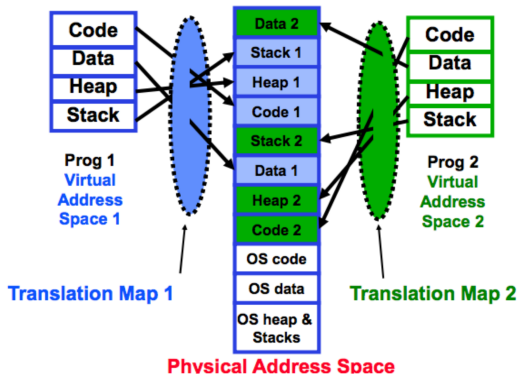 Code
Data
Heap
Stack
Prog 1
Virtual
Address
Space 1
Translation Map 1
Data 2
Stack 1
Heap 1
Code 1
Stack 2
Data 1
Heap 2
Code 2
OS code
OS data
OS heap &
Stacks
Physical Address Space
Code
Data
Heap
Stack
Prog 2
Virtual
Address
Space 2
Translation Map 2